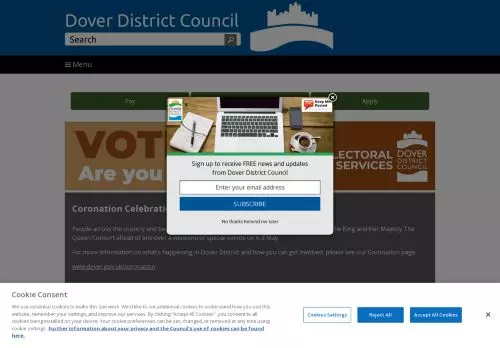 Dover District Council
Search
Menu
Pay
Apply
DOVER
DISTRICT
COUNCIL
Keep Me
Posted
VOT
ELECTORAL
SERVICES
DOVER
DISTRICT
COUNCIL
Are you
Sign up to receive FREE news and updates
from Dover District Council
Enter your email address
SUBSCRIBE
No thanks Remind me later
Coronation Celebrati
People across the country and be
he King and Her Majesty The
Queen Consort ahead of and over a weekend of special events on 6-8 May.
For more information on what's happening in Dover District and how you can get involved, please see our Coronation page:
www.dover.gov.uk/coronation
Cookie Consent
We use essential cookies to make this site work. We'd like to set additional cookies to understand how you use this
website, remember your settings, and improve our services. By clicking "Accept All Cookies", you consent to all
cookies being installed on your device. Your cookie preferences can be set, changed, or removed at any time using
cookie settings. Further information about your privacy and the Council's use of cookies can be found
here.
Cookies Settings
Reject All
Accept All Cookies